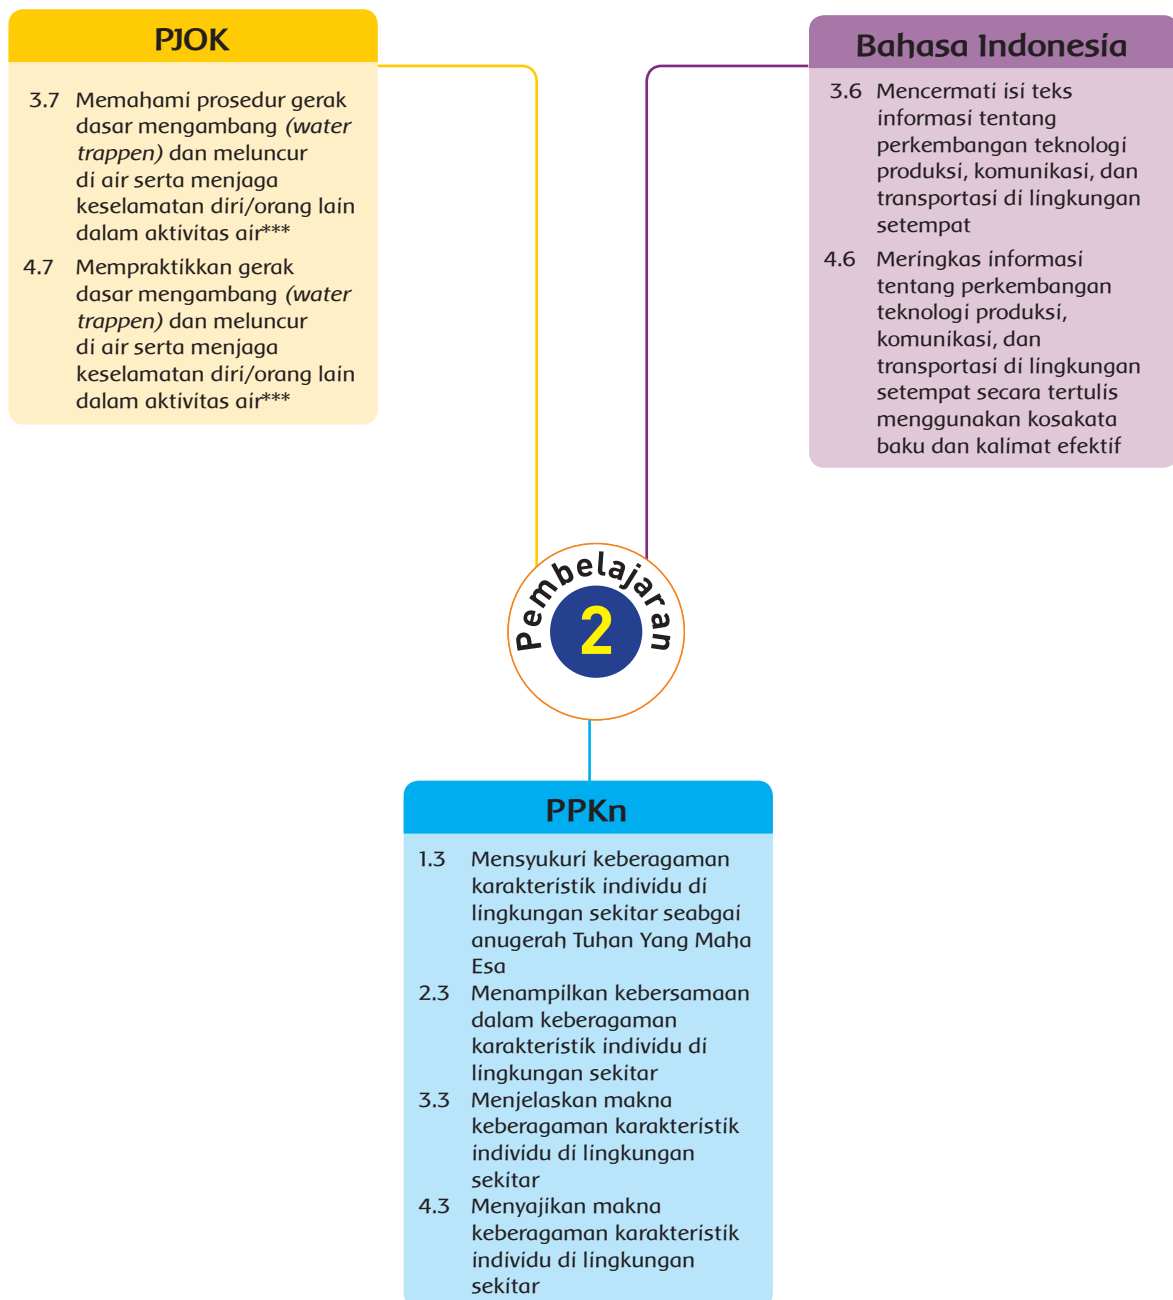 PJOK
3.7 Memahami prosedur gerak
dasar mengambang (water
trappen) dan meluncur
di air serta menjaga
keselamatan diri/orang lain
dalam aktivitas air***
4.7 Mempraktikkan gerak
dasar mengambang (water
trappen) dan meluncur
di air serta menjaga
keselamatan diri/orang lain
dalam aktivitas air***
Bahasa Indonesia
3.6 Mencermati isi teks
informasi tentang
perkembangan teknologi
produksi, komunikasi, dan
transportasi di lingkungan
setempat
4.6 Meringkas informasi
tentang perkembangan
teknologi produksi,
komunikasi, dan
transportasi di lingkungan
setempat secara tertulis
menggunakan kosakata
baku dan kalimat efektif
Pembelajaran
2
PPKn
1.3 Mensyukuri keberagaman
karakteristik individu di
lingkungan sekitar seabgai
anugerah Tuhan Yang Maha
Esa
2.3 Menampilkan kebersamaan
dalam keberagaman
karakteristik individu di
lingkungan sekitar
3.3 Menjelaskan makna
keberagaman karakteristik
individu di lingkungan
sekitar
4.3 Menyajikan makna
keberagaman karakteristik
individu di lingkungan
sekitar